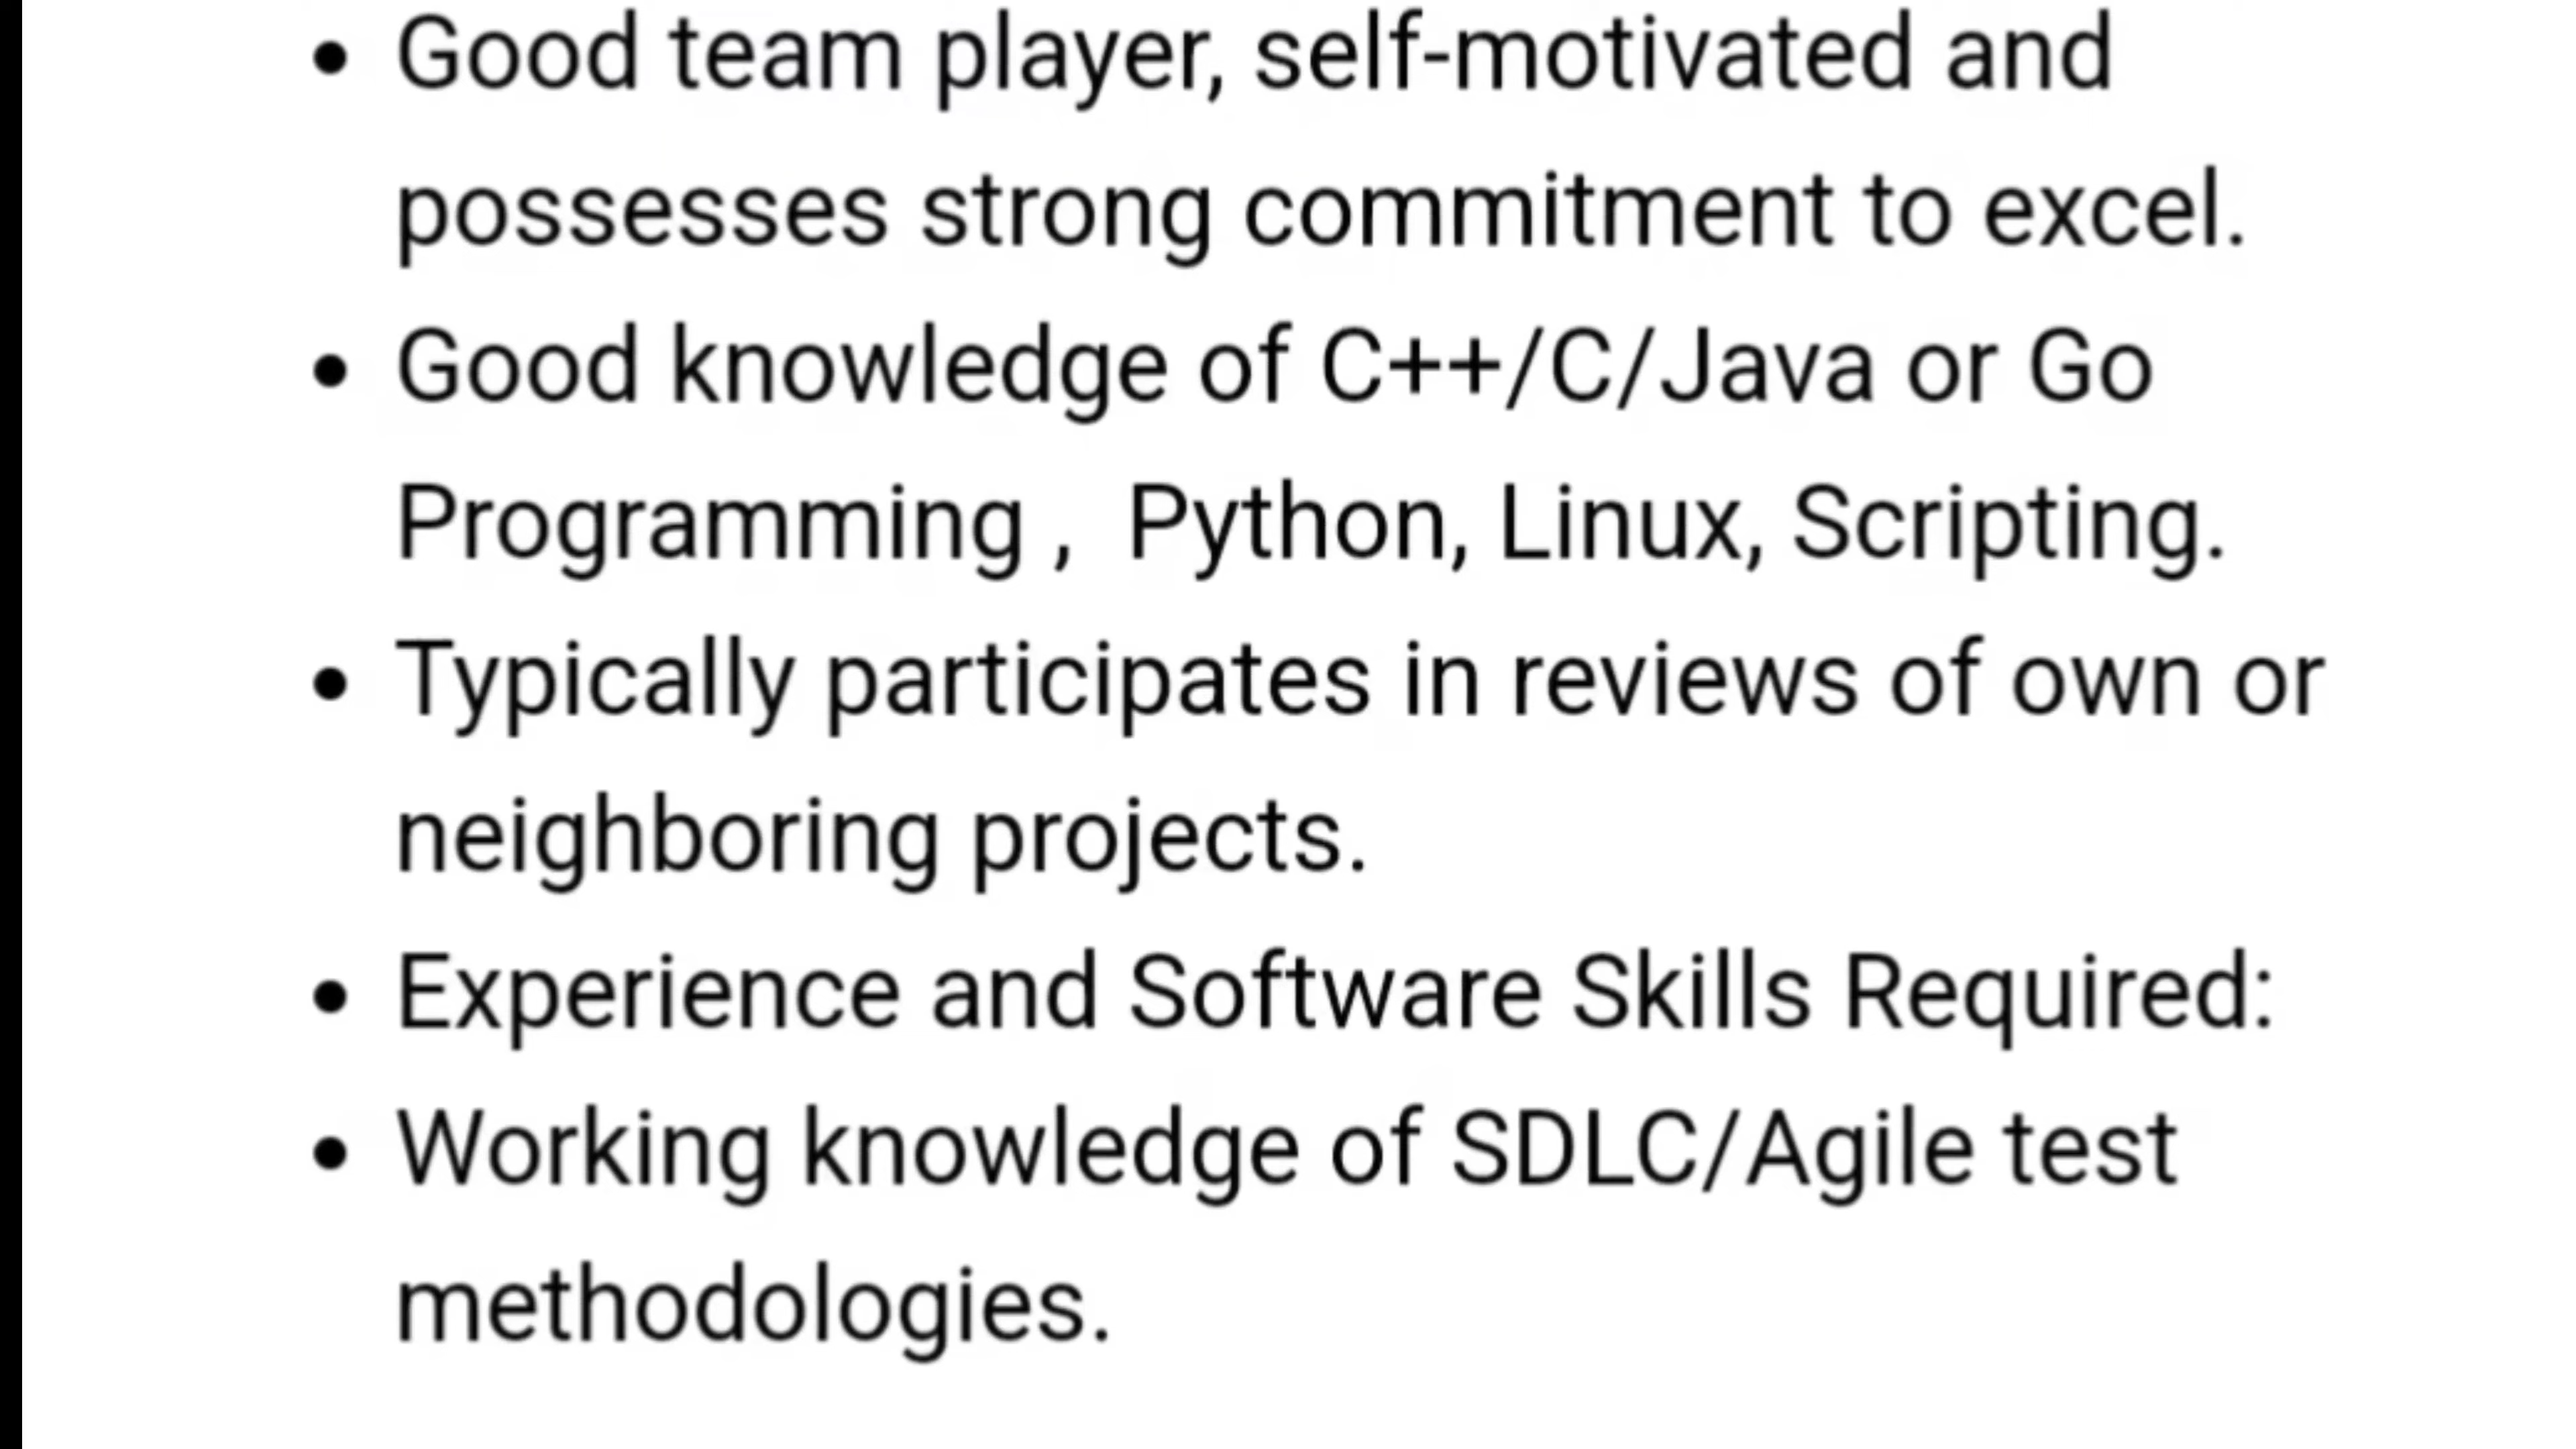 • Good team player, self-motivated and
possesses strong commitment to excel.
• Good knowledge of C++/C/Java or Go
Programming ,  Python, Linux, Scripting.
• Typically participates in reviews of own or
neighboring projects.
• Experience and Software Skills Required:
• Working knowledge of SDLC/Agile test
methodologies.